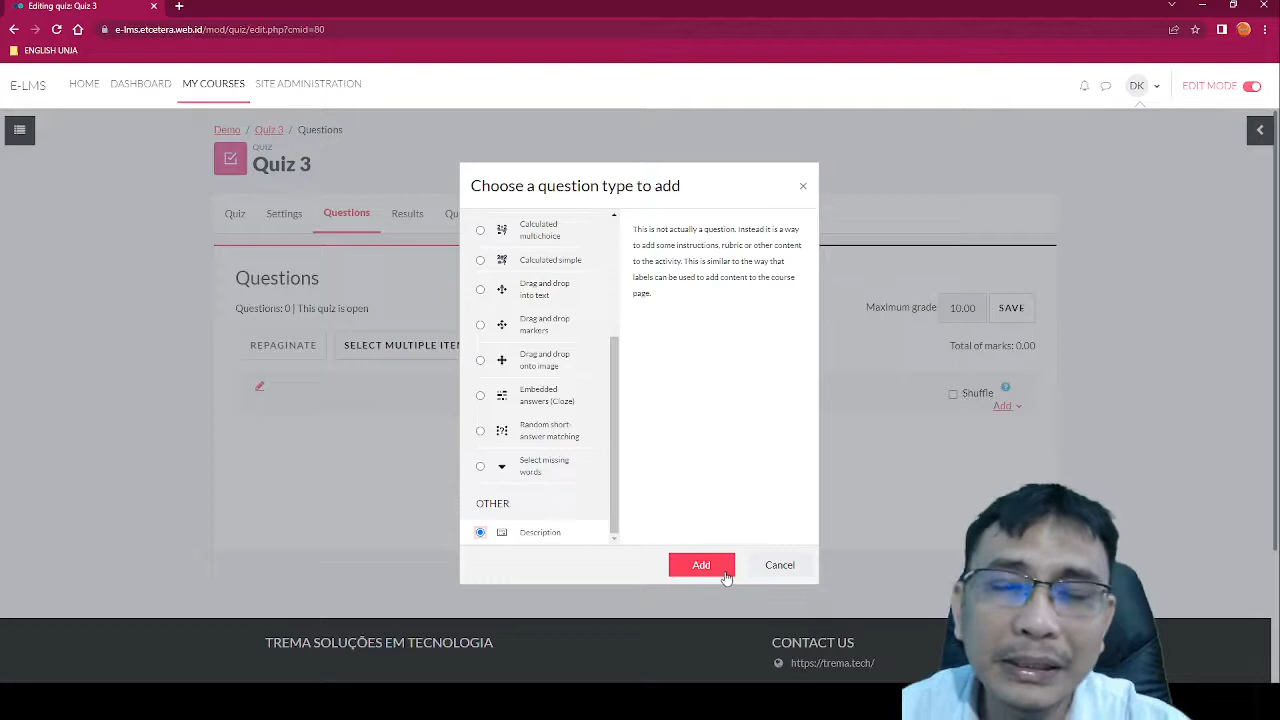 Editing quiz: Quiz 3
e-lms.etcetera.web.id/mod/quiz/edit.php?cmid=80
ENGLISH UNJA
E-LMS HOME DASHBOARD MY COURSES SITE ADMINISTRATION DK EDIT MODE
Demo / Quiz 3 / Questions
QUIZ
Quiz 3
Quiz Settings Questions Results Qu
Questions
Questions: 0 | This quiz is open
Maximum grade 10.00 SAVE
REPAGINATE SELECT MULTIPLE ITEM
Total of marks: 0.00
Shuffle
Add
Choose a question type to add
Calculated
multichoice
Calculated simple
Drag and drop
into text
Drag and drop
markers
Drag and drop
onto image
Embedded
answers (Cloze)
Random short-
answer matching
Select missing
words
OTHER
Description
This is not actually a question. Instead it is a way
to add some instructions, rubric or other content
to the activity. This is similar to the way that
labels can be used to add content to the course
page.
Add Cancel
TREMA SOLUÇÕES EM TECNOLOGIA
CONTACT US
https://trema.tech/